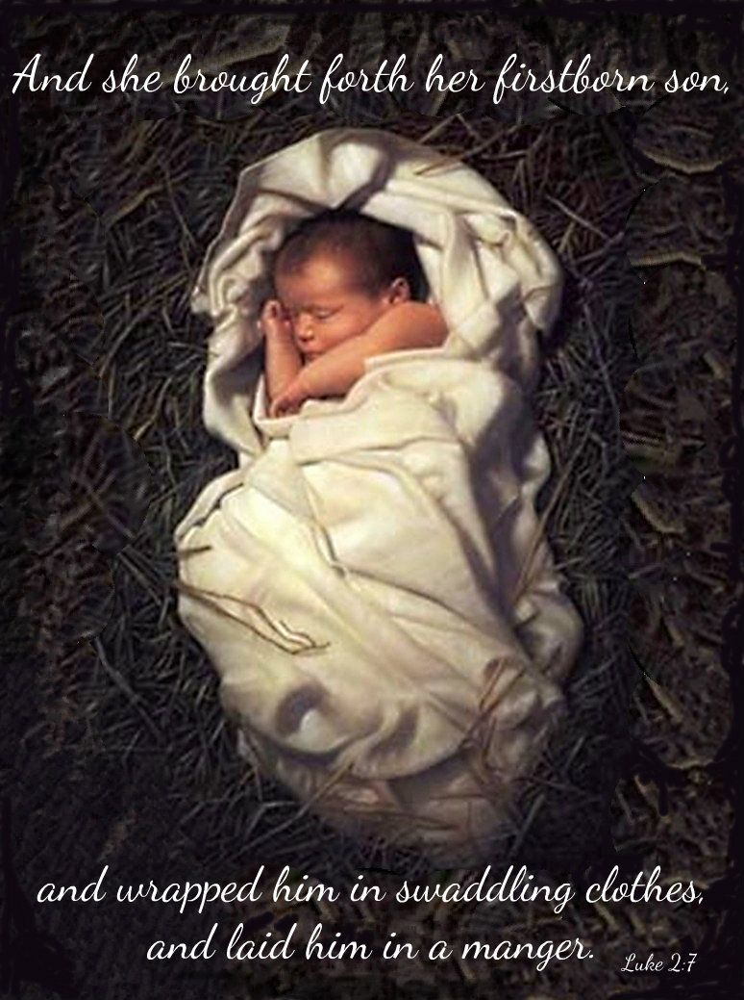 And she brought forth her firstborn son,
and wrapped him in swaddling clothes,
and laid him in a manger.
Luke 2:7